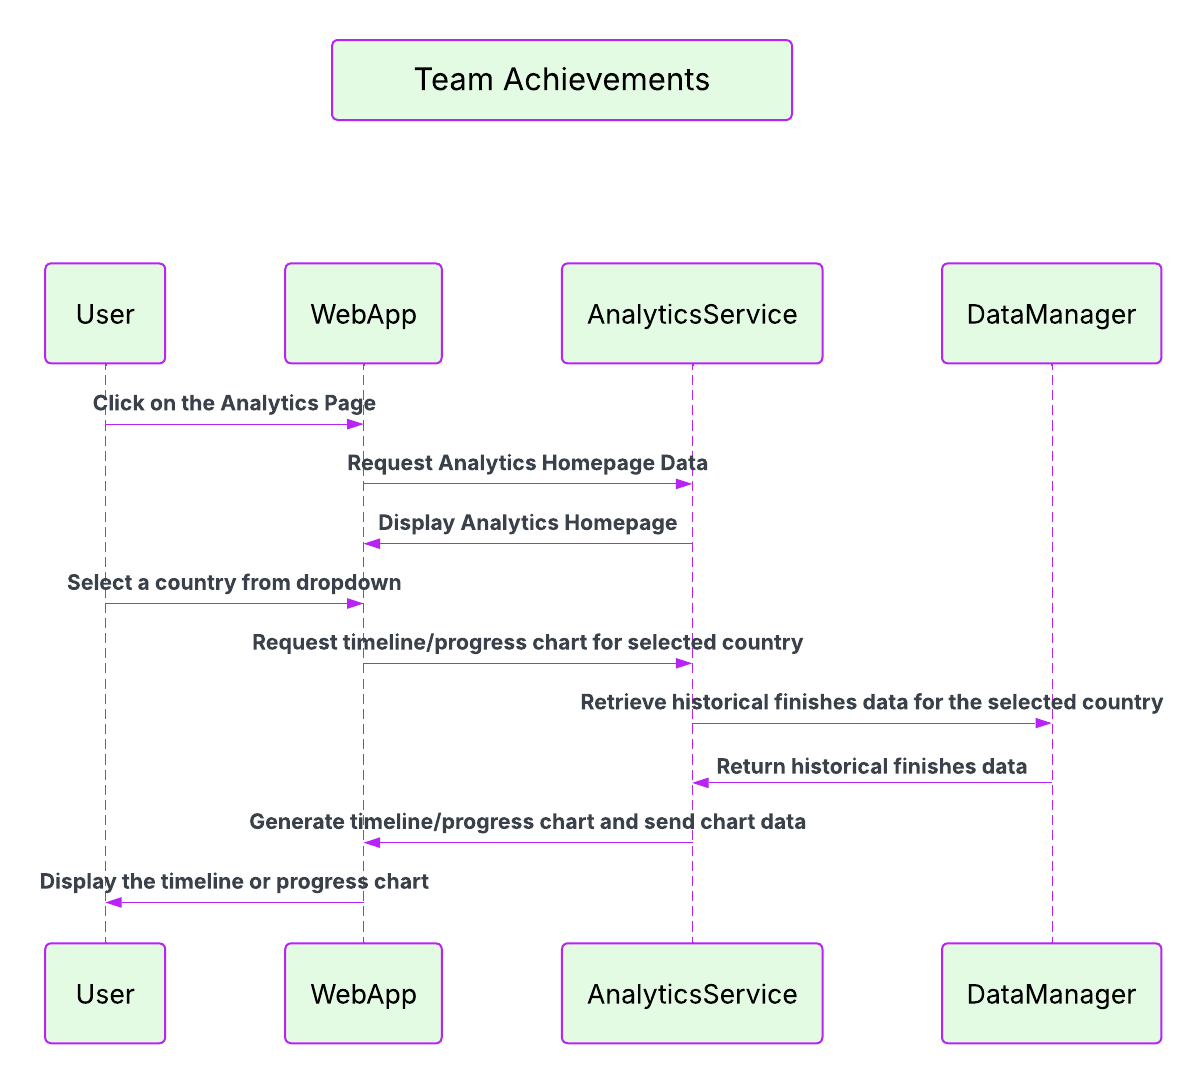 Team Achievements
User
WebApp
AnalyticsService
DataManager
Click on the Analytics Page
Request Analytics Homepage Data
Display Analytics Homepage
Select a country from dropdown
Request timeline/progress chart for selected country
Retrieve historical finishes data for the selected country
Return historical finishes data
Generate timeline/progress chart and send chart data
Display the timeline or progress chart
User
WebApp
AnalyticsService
DataManager